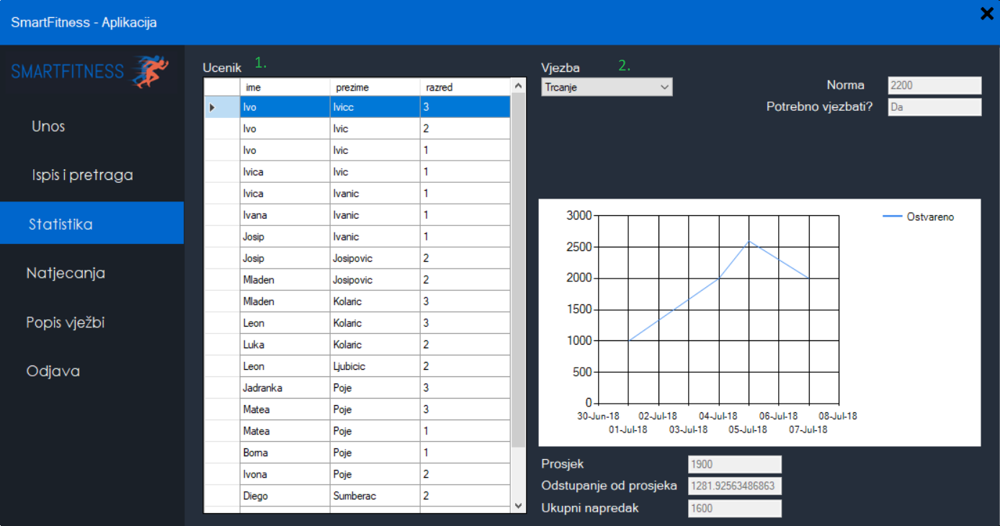 SmartFitness - Aplikacija
SMARTFITNESS
Unos
Ispis i pretraga
Statistika
Natjecanja
Popis vježbi
Odjava
Ucenik 1.
ime prezime razred
Ivo Ivicc 3
Ivo Ivic 2
Ivo Ivic 1
Ivica Ivic 1
Ivica Ivanic 1
Ivana Ivanic 1
Josip Ivanic 1
Josip Josipovic 2
Mladen Josipovic 2
Mladen Kolaric 3
Leon Kolaric 3
Luka Kolaric 2
Leon Ljubicic 2
Jadranka Poje 3
Matea Poje 3
Matea Poje 1
Borna Poje 1
Ivona Poje 2
Diego Sumberac 2
Vjezba 2.
Trcanje
Norma 2200
Potrebno vjezbati? Da
3000
2500
2000
1500
1000
500
0
30-Jun-18 02-Jul-18 04-Jul-18 06-Jul-18 08-Jul-18
01-Jul-18 03-Jul-18 05-Jul-18 07-Jul-18
Ostvareno
Prosjek 1900
Odstupanje od prosjeka 1281.92563486863
Ukupni napredak 1600